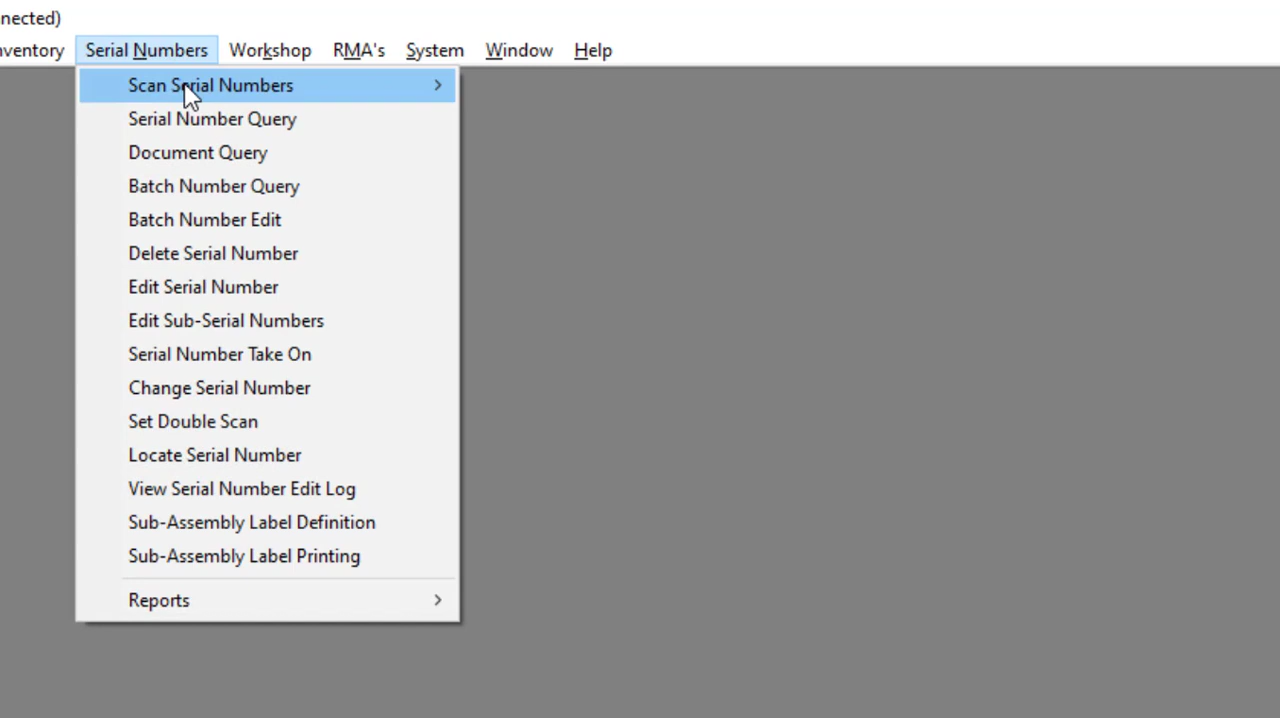 nected)
nventory Serial Numbers Workshop RMA's System Window Help
Scan Serial Numbers
Serial Number Query
Document Query
Batch Number Query
Batch Number Edit
Delete Serial Number
Edit Serial Number
Edit Sub-Serial Numbers
Serial Number Take On
Change Serial Number
Set Double Scan
Locate Serial Number
View Serial Number Edit Log
Sub-Assembly Label Definition
Sub-Assembly Label Printing
Reports